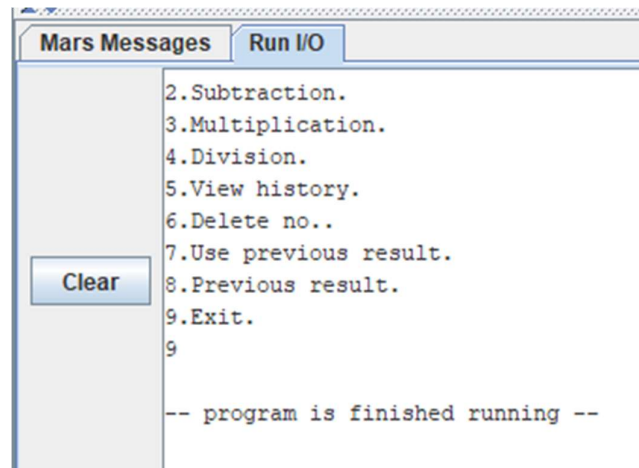 Mars Messages Run I/O
2.Subtraction.
3.Multiplication.
4.Division.
5.View history.
6.Delete no..
7.Use previous result.
Clear
8.Previous result.
9.Exit.
9
-- program is finished running --